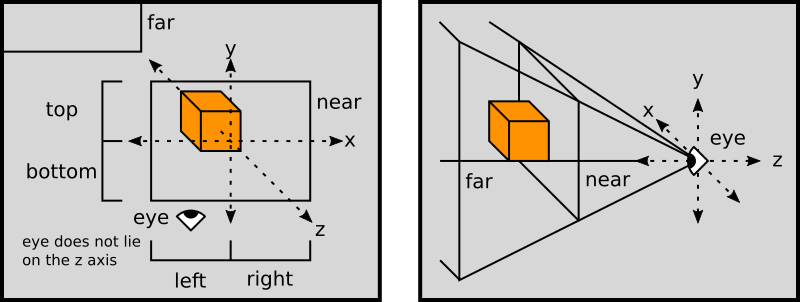 far
y
top
near
x
bottom
eye
z
eye does not lie
on the z axis
left
right
y
x
eye
z
far
near